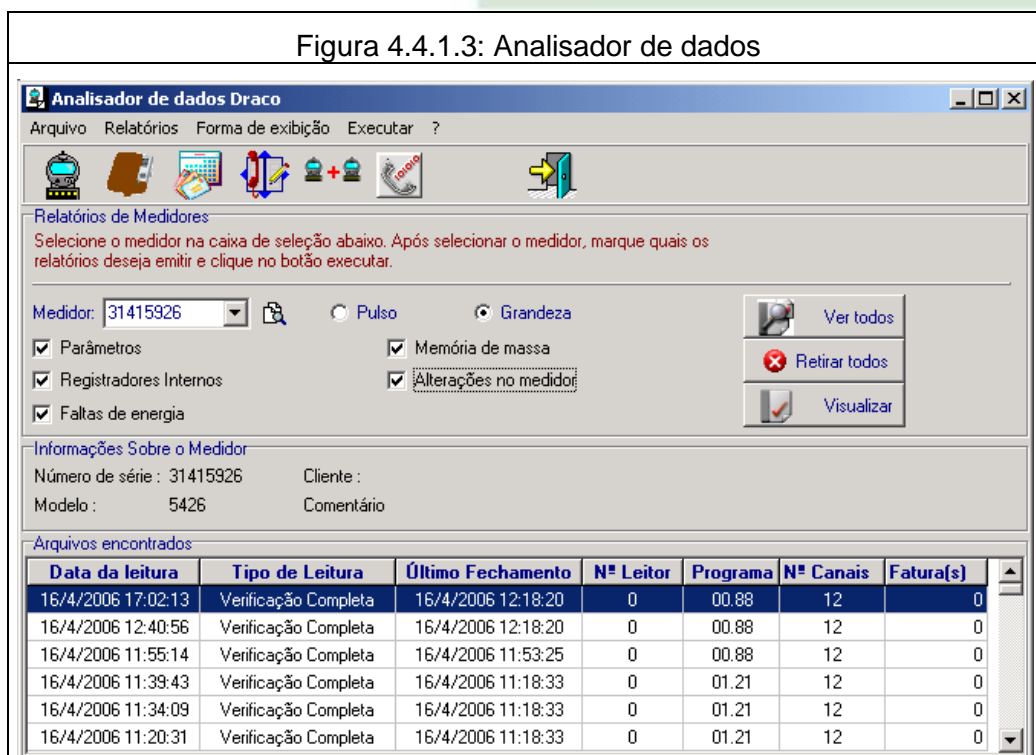 Figura 4.4.1.3: Analisador de dados
Analisador de dados Draco
Arquivo Relatórios Forma de exibição Executar ?
Relatórios de Medidores
Selecione o medidor na caixa de seleção abaixo. Após selecionar o medidor, marque quais os
relatórios deseja emitir e clique no botão executar.
Medidor: 31415926 Pulso Grandeza
Ver todos
Parâmetros Memória de massa
Retirar todos
Registradores Internos Alterações no medidor
Visualizar
Faltas de energia
Informações Sobre o Medidor
Número de série : 31415926 Cliente :
Modelo : 5426 Comentário
Arquivos encontrados
Data da leitura Tipo de Leitura Último Fechamento Nº Leitor Programa Nº Canais Fatura(s)
16/4/2006 17:02:13 Verificação Completa 16/4/2006 12:18:20 0 00.88 12 0
16/4/2006 12:40:56 Verificação Completa 16/4/2006 12:18:20 0 00.88 12 0
16/4/2006 11:55:14 Verificação Completa 16/4/2006 11:53:25 0 00.88 12 0
16/4/2006 11:39:43 Verificação Completa 16/4/2006 11:18:33 0 01.21 12 0
16/4/2006 11:34:09 Verificação Completa 16/4/2006 11:18:33 0 01.21 12 0
16/4/2006 11:20:31 Verificação Completa 16/4/2006 11:18:33 0 01.21 12 0